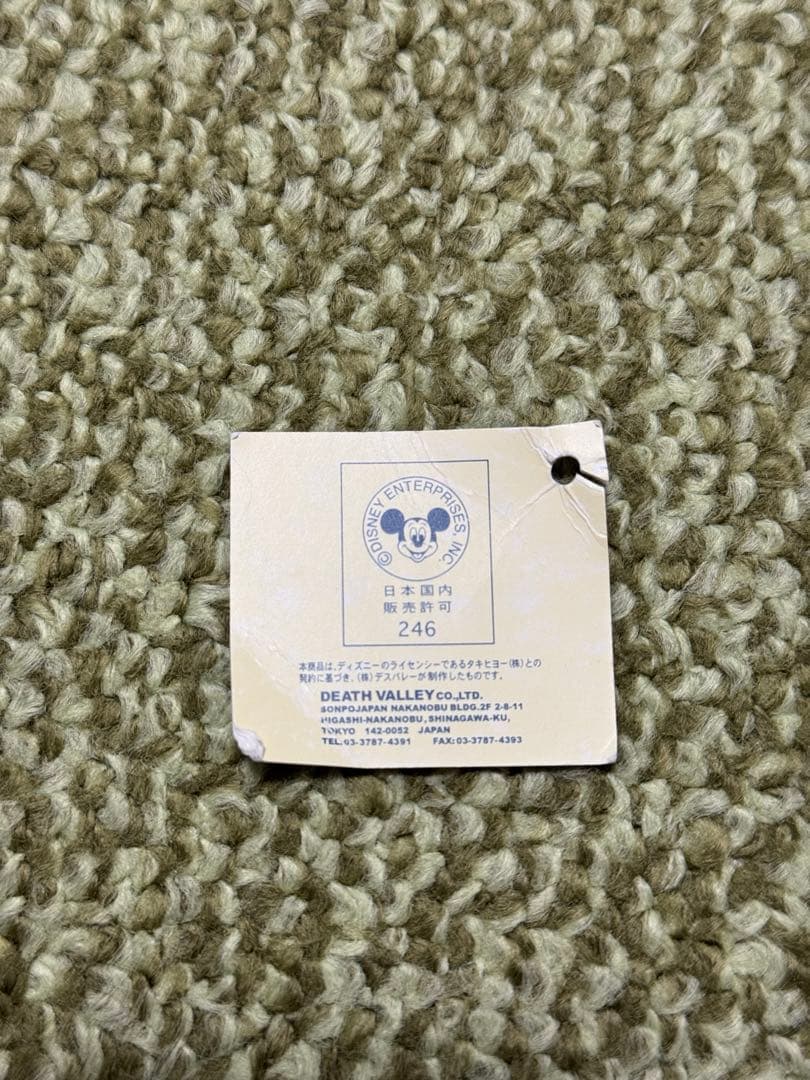 ©DISNEY ENTERPRISES, INC.
日本国内
販売許可
246
本商品は、ディズニーのライセンシーであるタキヒヨー(株)との
契約に基づき、(株)デスバレーが制作したものです。
DEATH VALLEY CO.,LTD.
SONPOJAPAN NAKANOBU BLDG.2F 2-8-11
HIGASHI-NAKANOBU,SHINAGAWA-KU,
TOKYO 142-0052 JAPAN
TEL.03-3787-4391 FAX:03-3787-4393